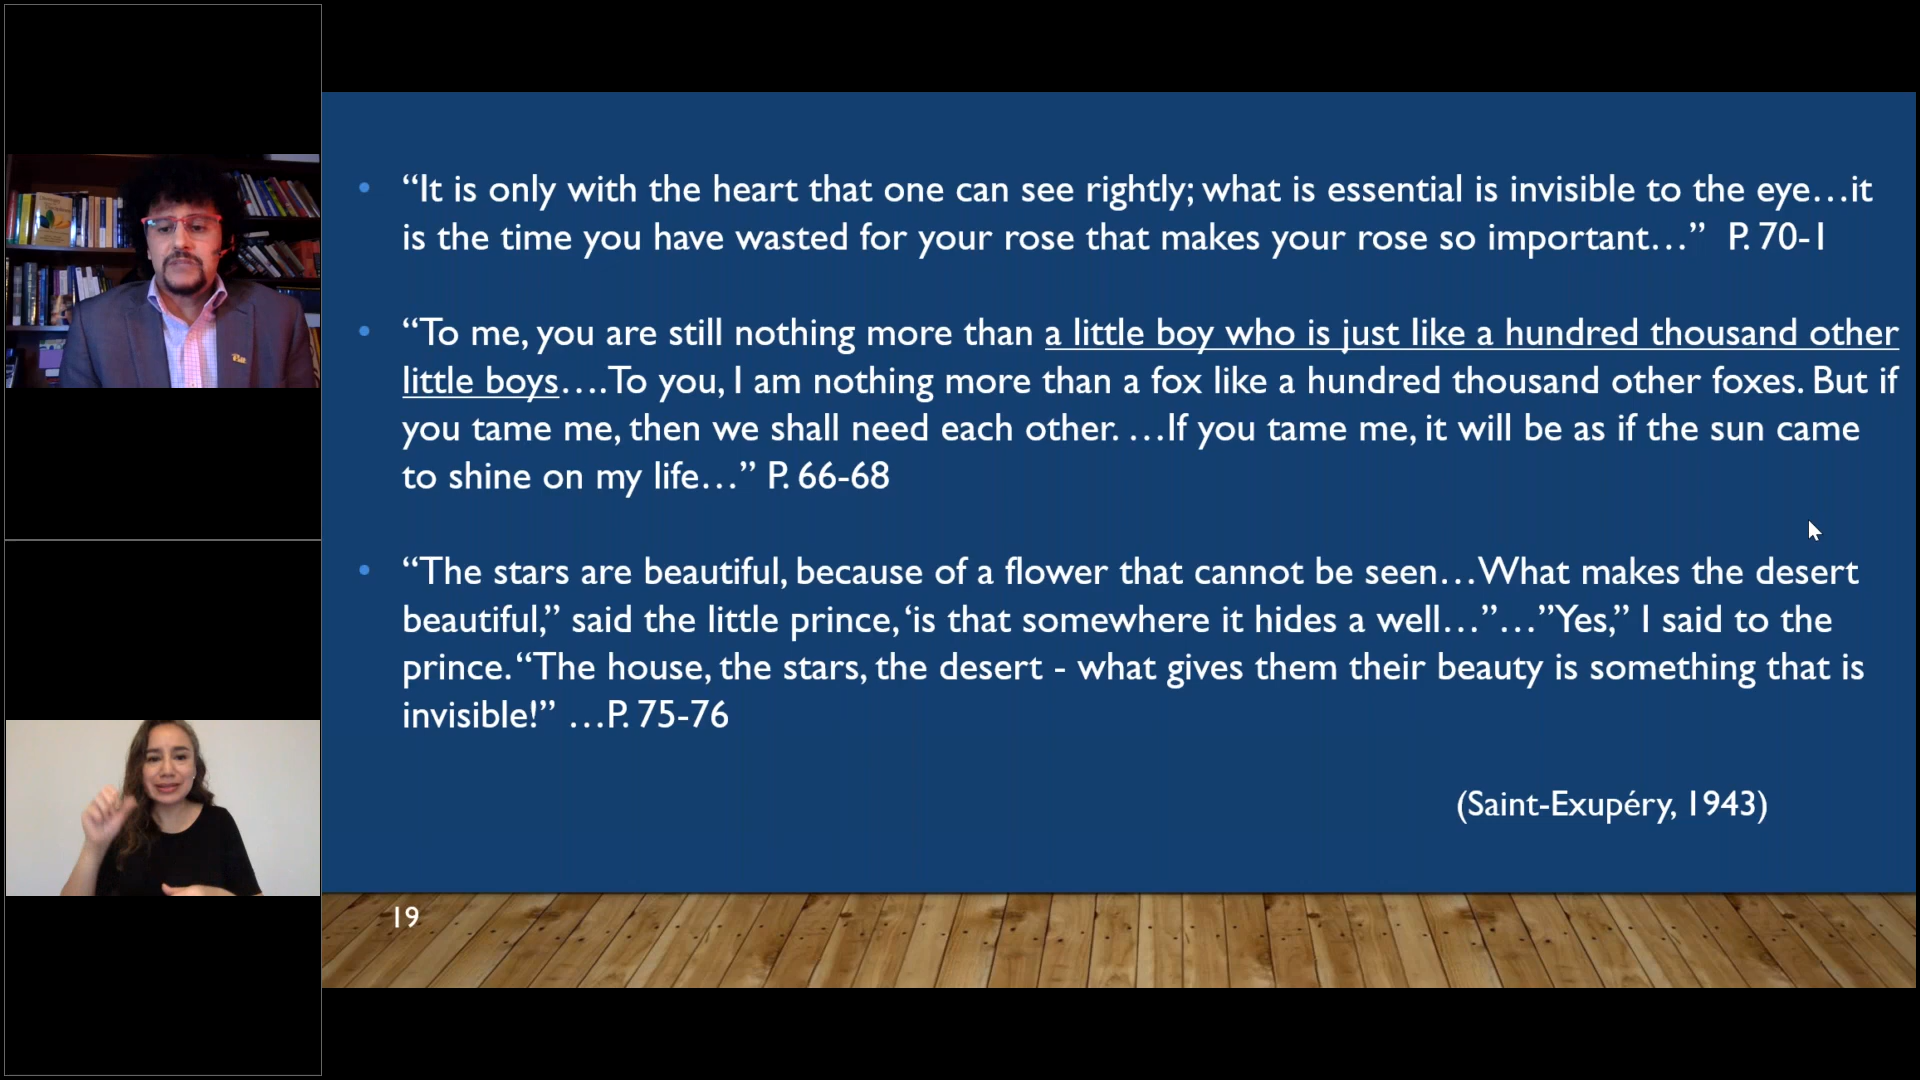 “It is only with the heart that one can see rightly; what is essential is invisible to the eye…it
is the time you have wasted for your rose that makes your rose so important…”  P. 70-1
“To me, you are still nothing more than a little boy who is just like a hundred thousand other
little boys….To you, I am nothing more than a fox like a hundred thousand other foxes. But if
you tame me, then we shall need each other. …If you tame me, it will be as if the sun came
to shine on my life…” P. 66-68
“The stars are beautiful, because of a flower that cannot be seen…What makes the desert
beautiful,” said the little prince, ‘is that somewhere it hides a well…”…”Yes,” I said to the
prince. “The house, the stars, the desert - what gives them their beauty is something that is
invisible!” …P. 75-76
(Saint-Exupéry, 1943)
19